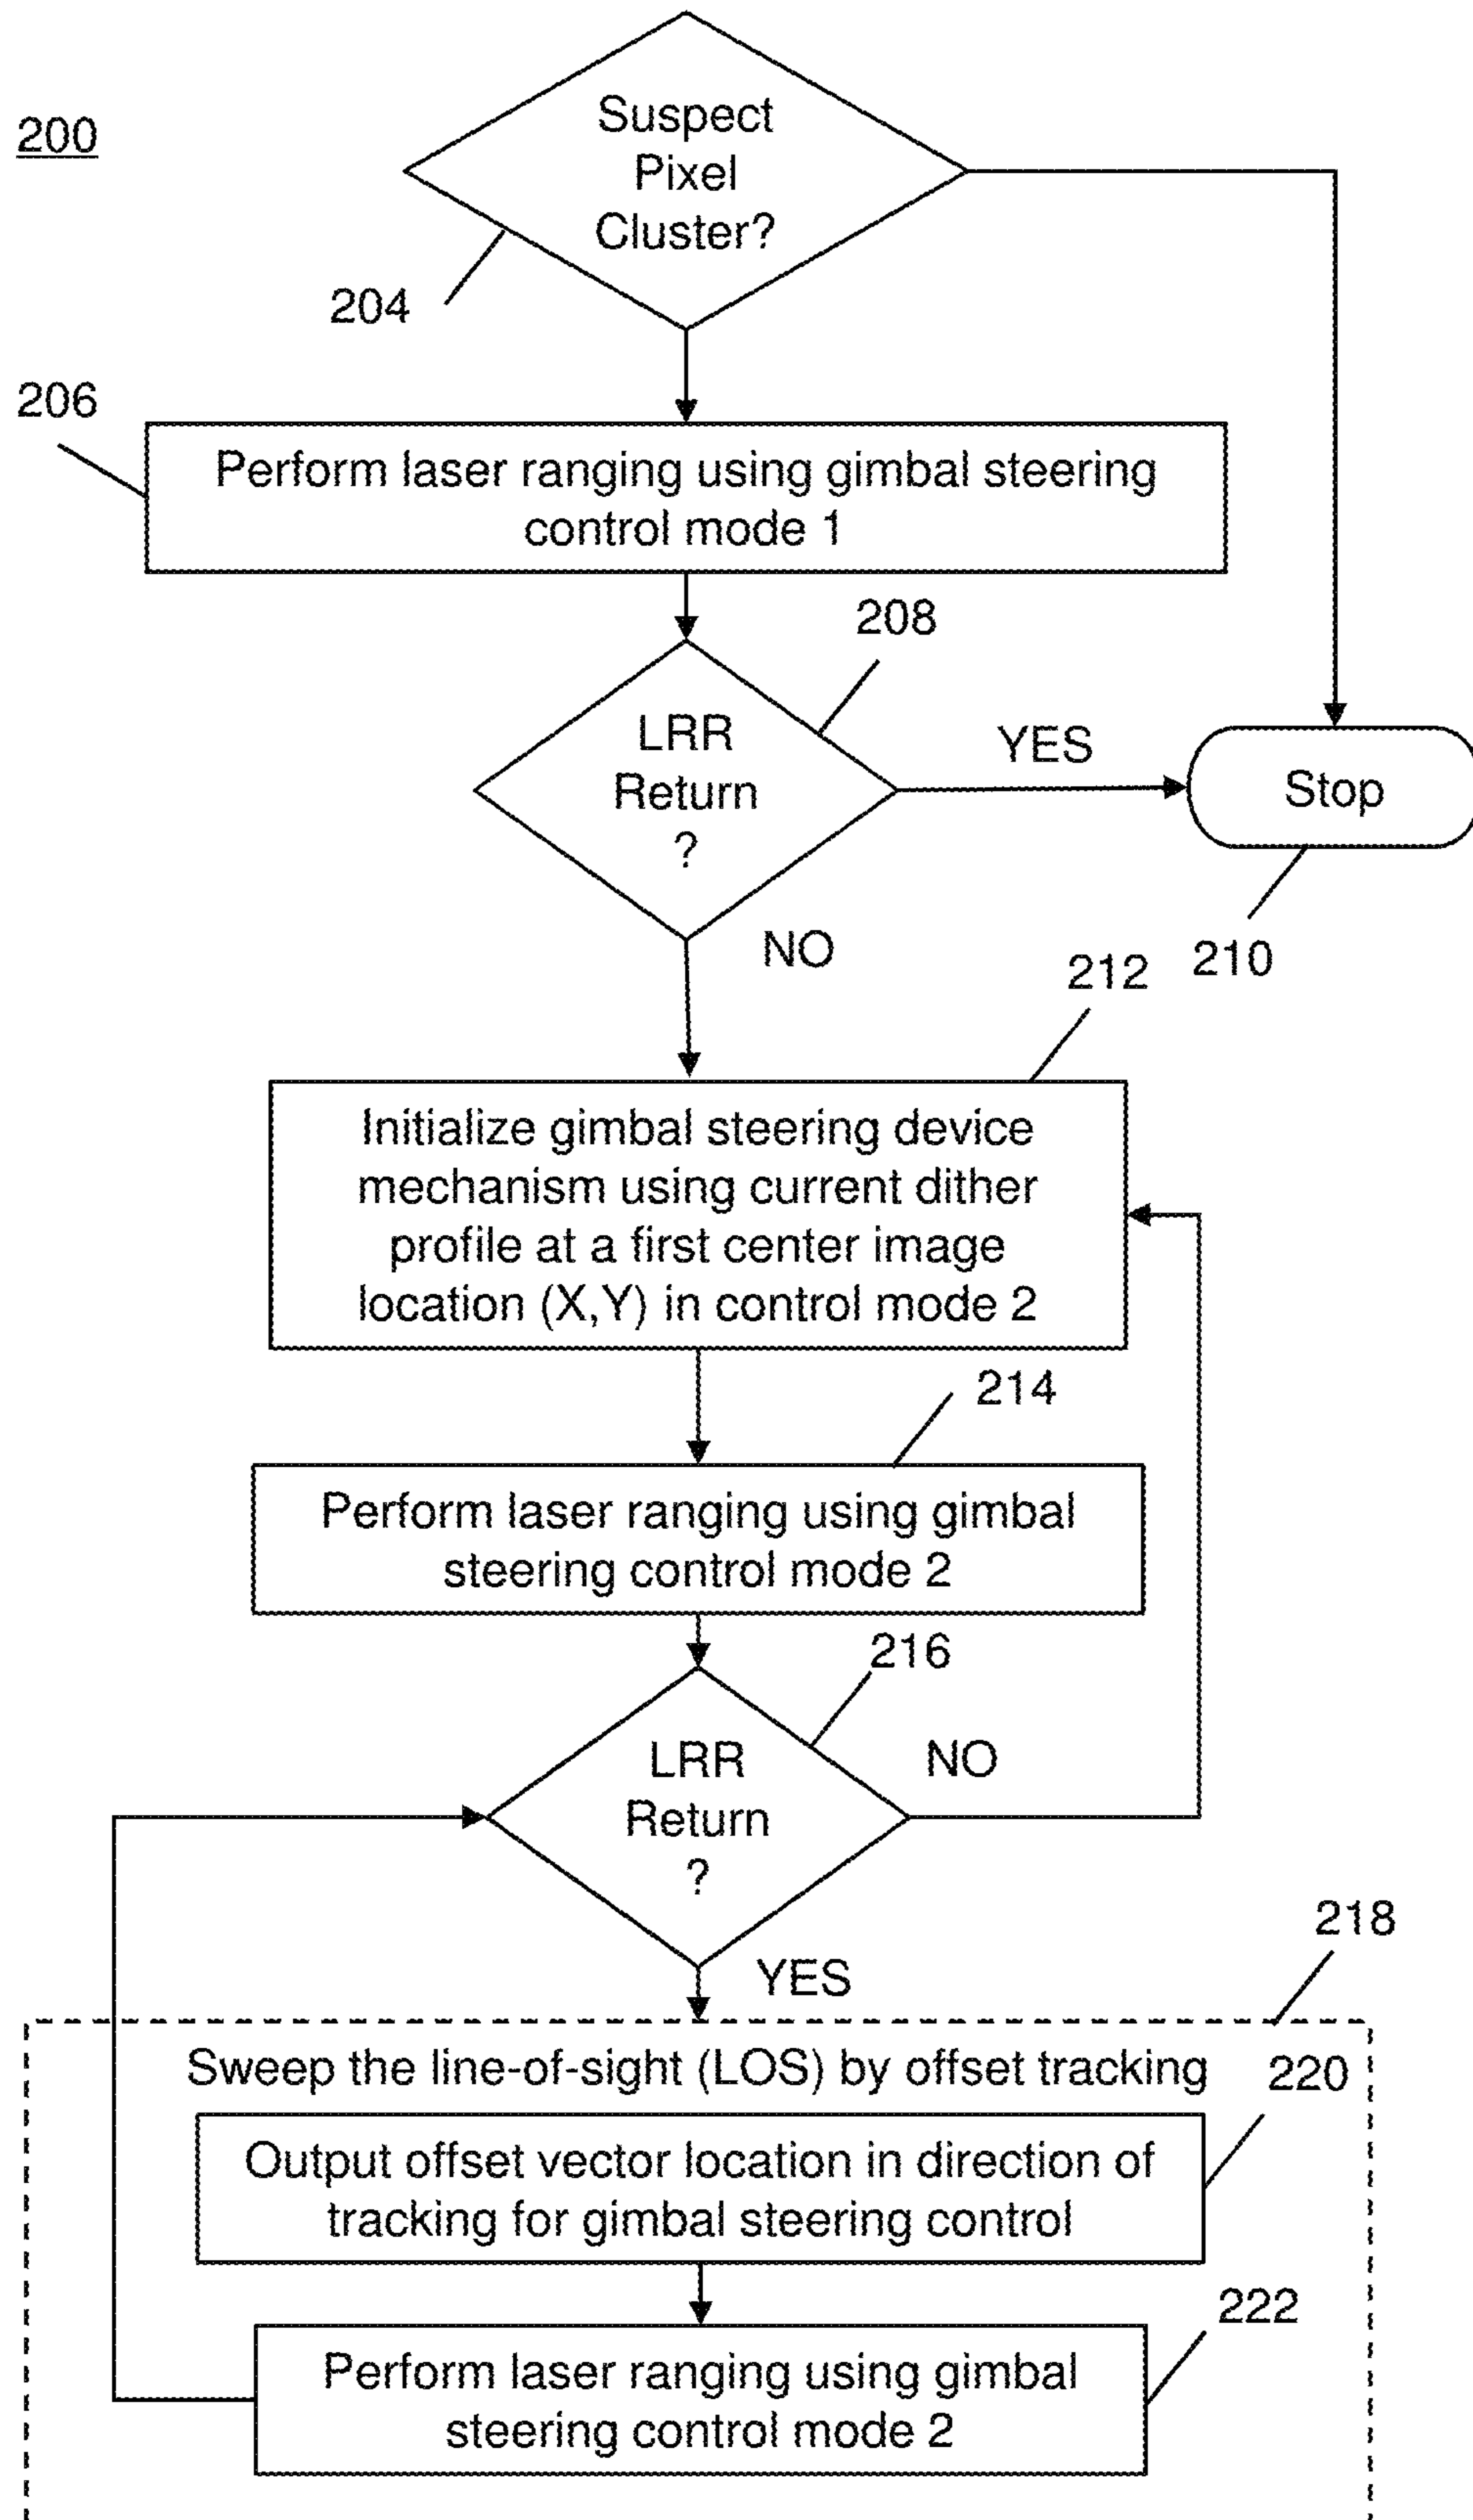 200
Suspect
Pixel
Cluster?
204
206
Perform laser ranging using gimbal steering
control mode 1
208
LRR
Return
?
YES
Stop
NO
210
212
Initialize gimbal steering device
mechanism using current dither
profile at a first center image
location (X,Y) in control mode 2
214
Perform laser ranging using gimbal
steering control mode 2
216
LRR
Return
?
NO
218
YES
Sweep the line-of-sight (LOS) by offset tracking
220
Output offset vector location in direction of
tracking for gimbal steering control
222
Perform laser ranging using gimbal
steering control mode 2